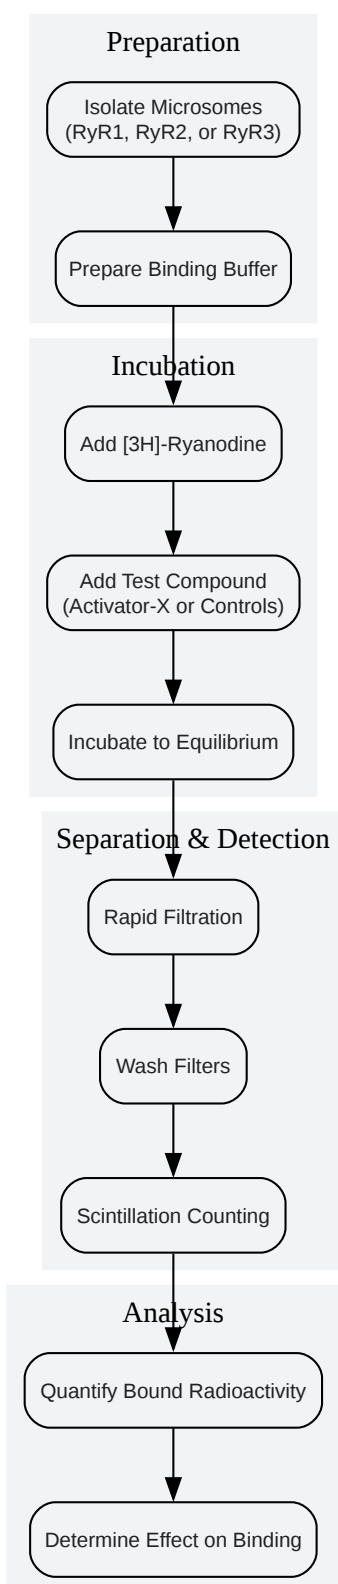 Preparation
Isolate Microsomes
(RyR1, RyR2, or RyR3)
Prepare Binding Buffer
Incubation
Add [3H]-Ryanodine
Add Test Compound
(Activator-X or Controls)
Incubate to Equilibrium
Separation & Detection
Rapid Filtration
Wash Filters
Scintillation Counting
Analysis
Quantify Bound Radioactivity
Determine Effect on Binding